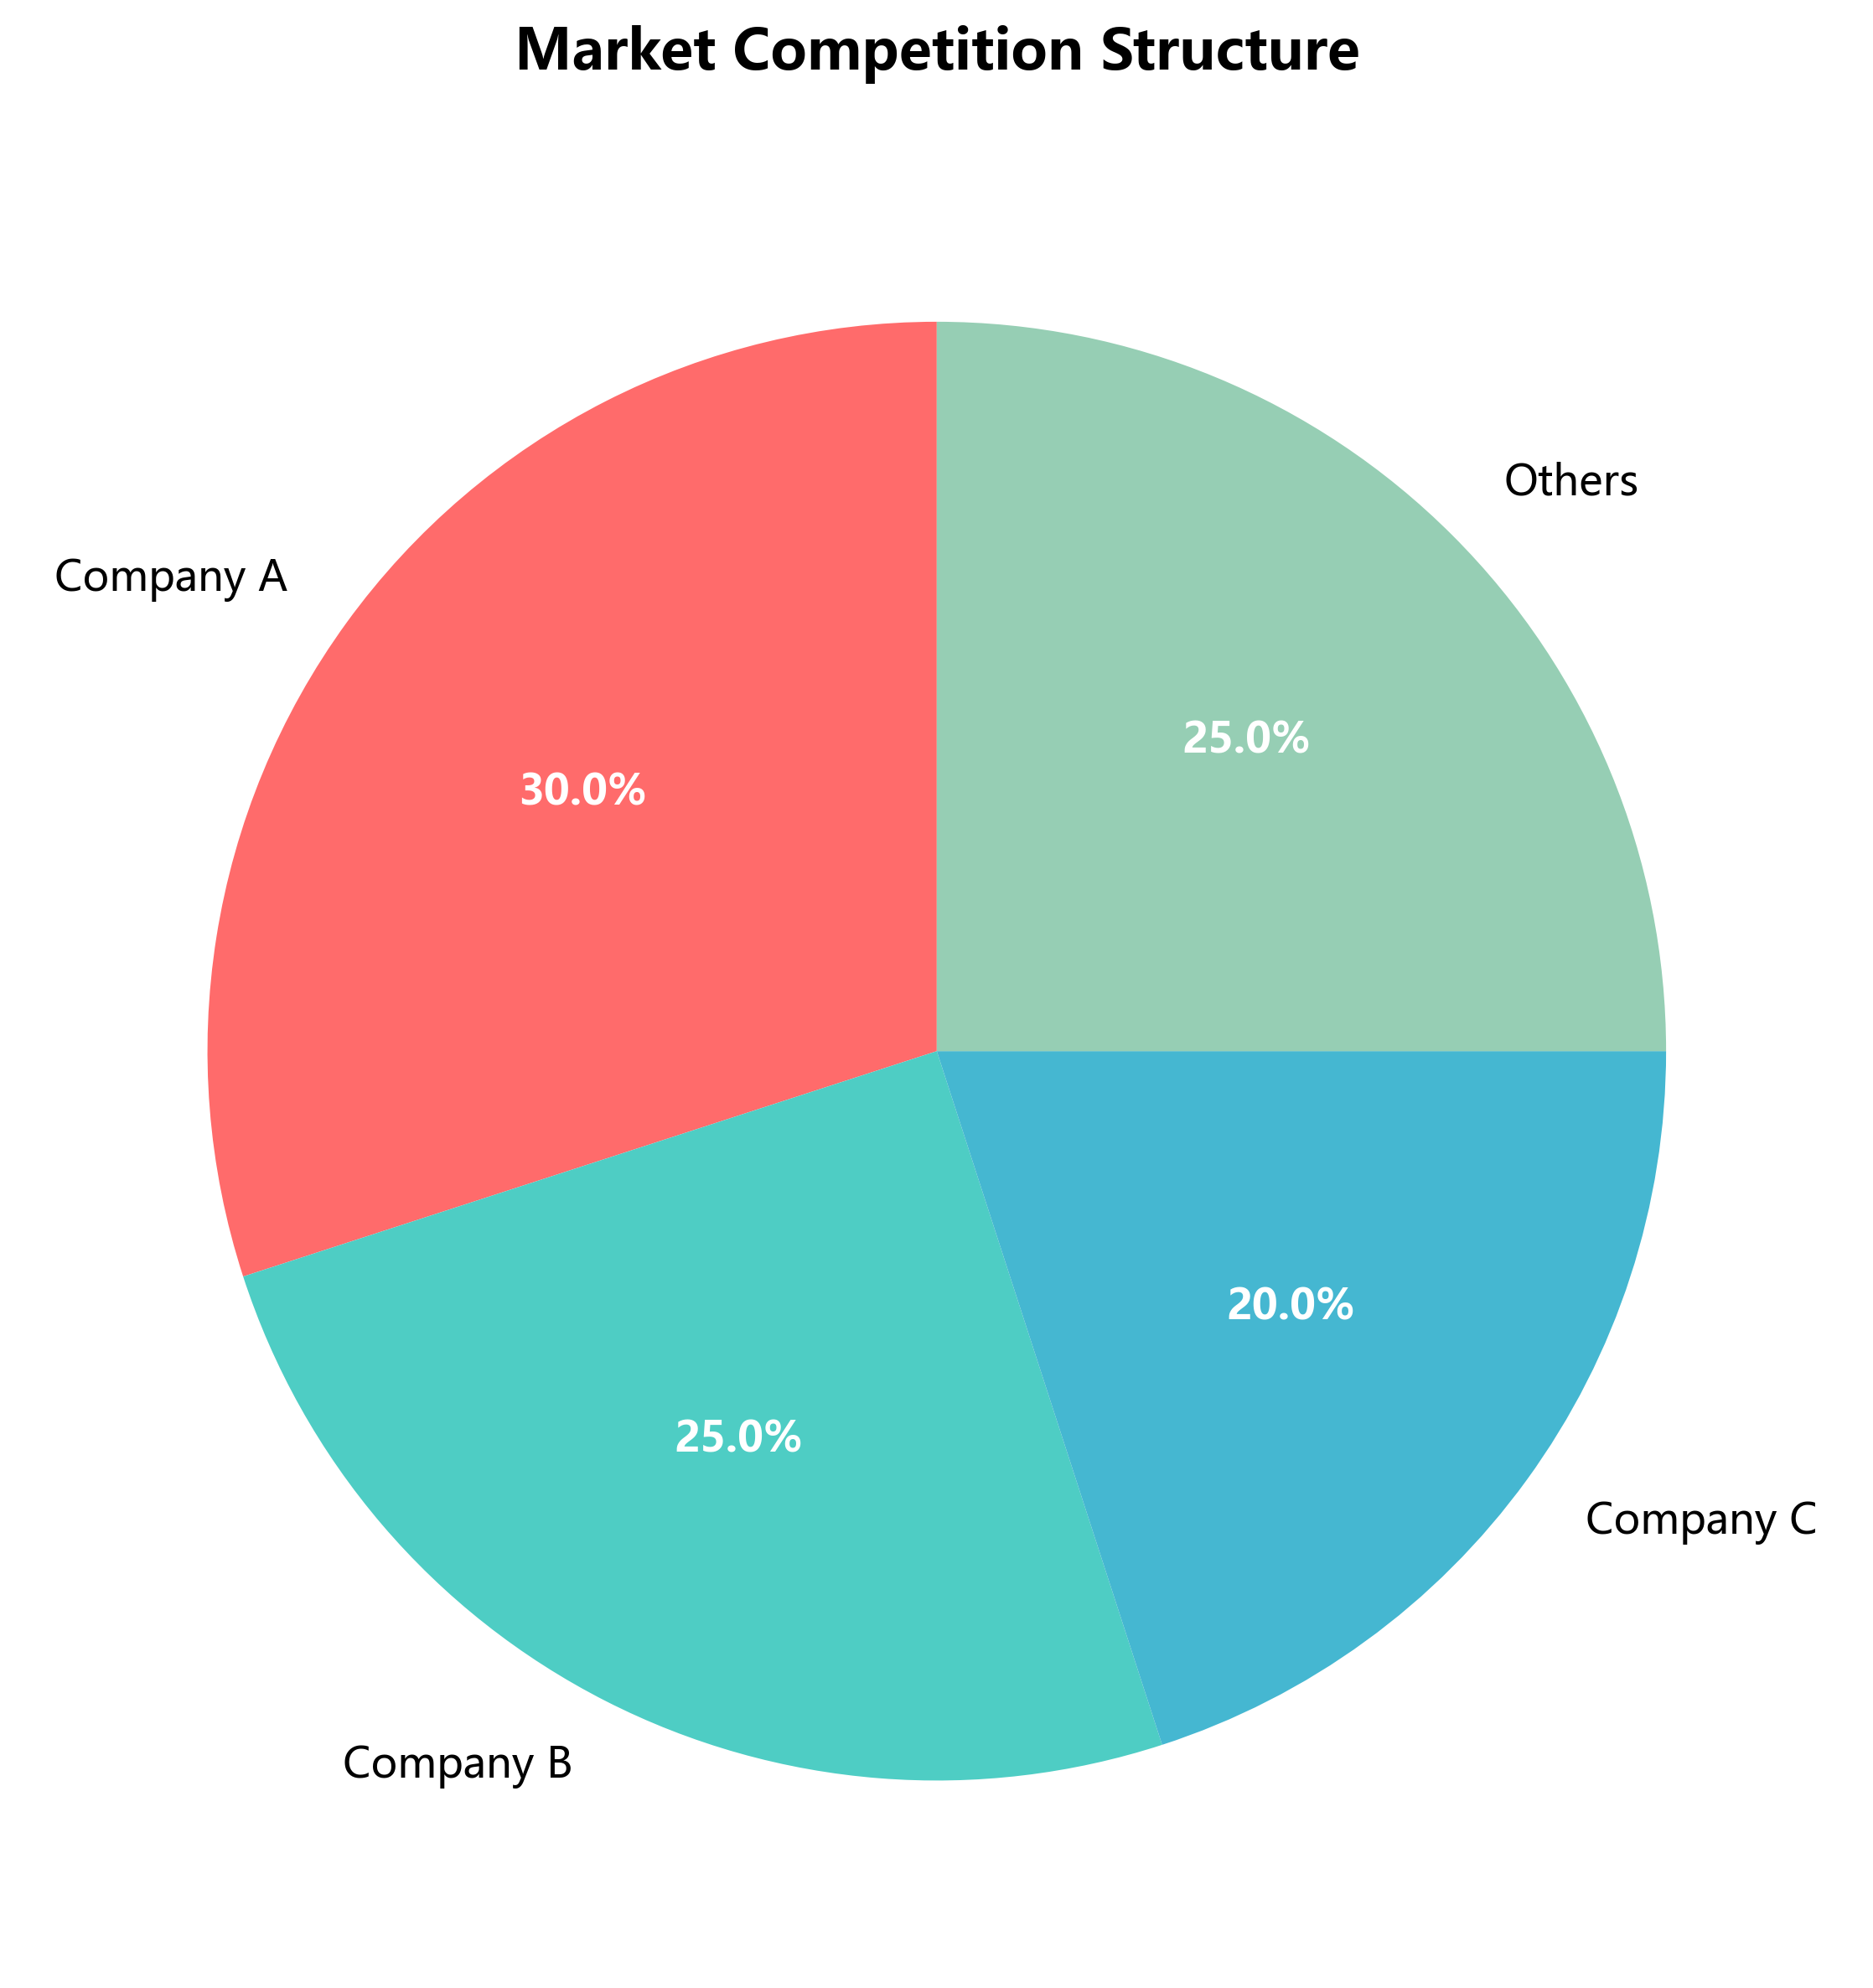 Market Competition Structure
Others
Company A
25.0%
30.0%
20.0%
25.0%
Company C
Company B